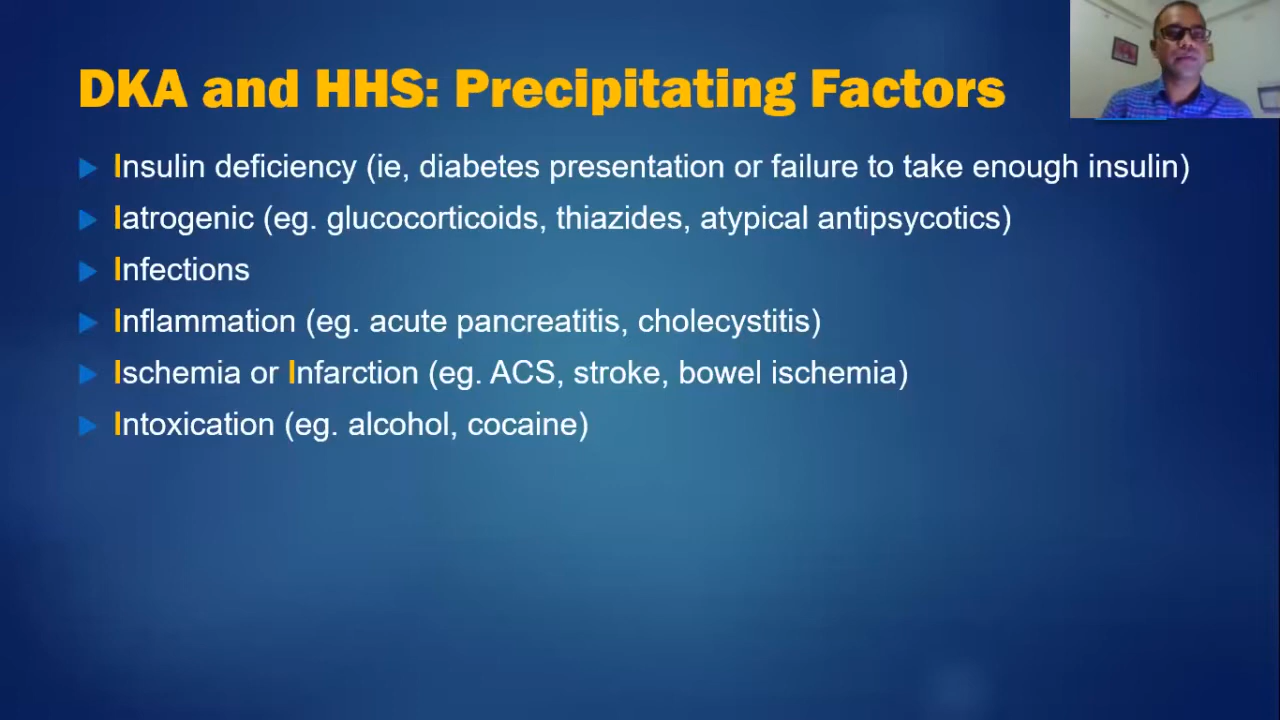 DKA and HHS: Precipitating Factors
Insulin deficiency (ie, diabetes presentation or failure to take enough insulin)
Iatrogenic (eg. glucocorticoids, thiazides, atypical antipsycotics)
Infections
Inflammation (eg. acute pancreatitis, cholecystitis)
Ischemia or Infarction (eg. ACS, stroke, bowel ischemia)
Intoxication (eg. alcohol, cocaine)